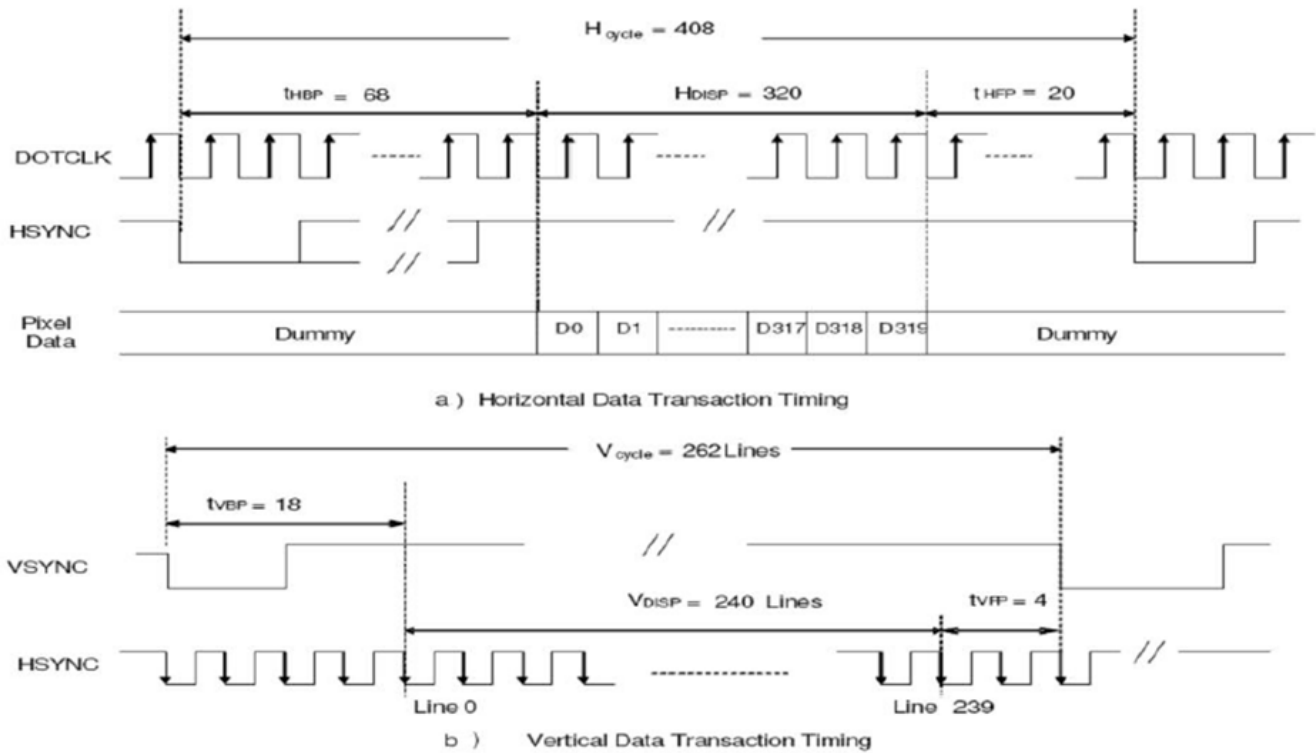 Hcycle = 408
tHBP = 68
HDISP = 320
tHFP = 20
DOTCLK
HSYNC
Pixel Data
Dummy
D0
D1
D317
D318
D319
Dummy
a ) Horizontal Data Transaction Timing
Vcycle = 262 Lines
tVBP = 18
VSYNC
VDISP = 240 Lines
tVFP = 4
HSYNC
Line 0
Line 239
b ) Vertical Data Transaction Timing